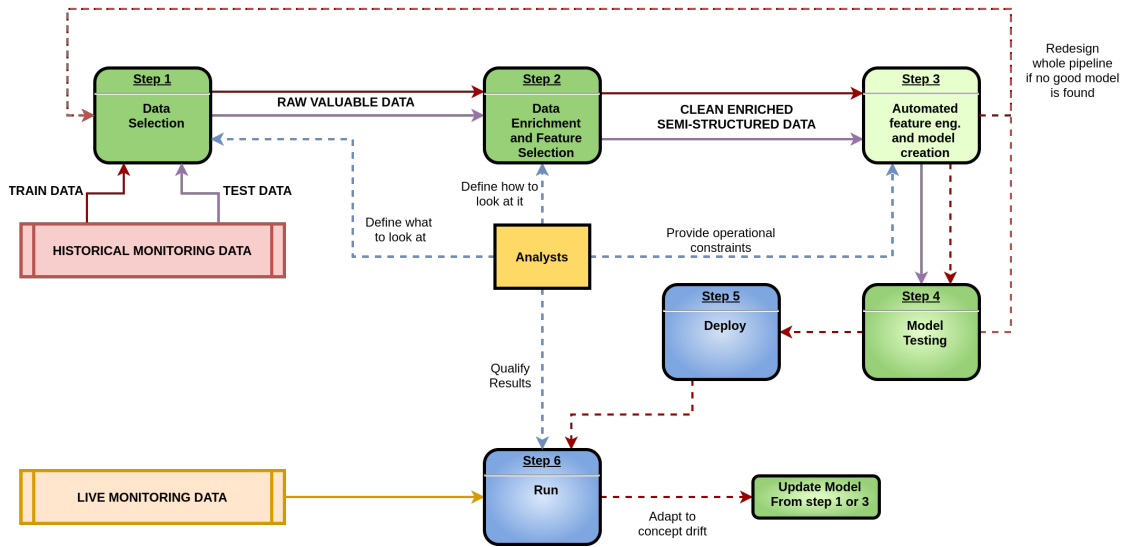 Step 1
Data
Selection
RAW VALUABLE DATA
Step 2
Data
Enrichment
and Feature
Selection
CLEAN ENRICHED
SEMI-STRUCTURED DATA
Step 3
Automated
feature eng.
and model
creation
Redesign
whole pipeline
if no good model
is found
TRAIN DATA
TEST DATA
HISTORICAL MONITORING DATA
Define what
to look at
Define how to
look at it
Analysts
Provide operational
constraints
Step 5
Deploy
Step 4
Model
Testing
Qualify
Results
LIVE MONITORING DATA
Step 6
Run
Adapt to
concept drift
Update Model
From step 1 or 3